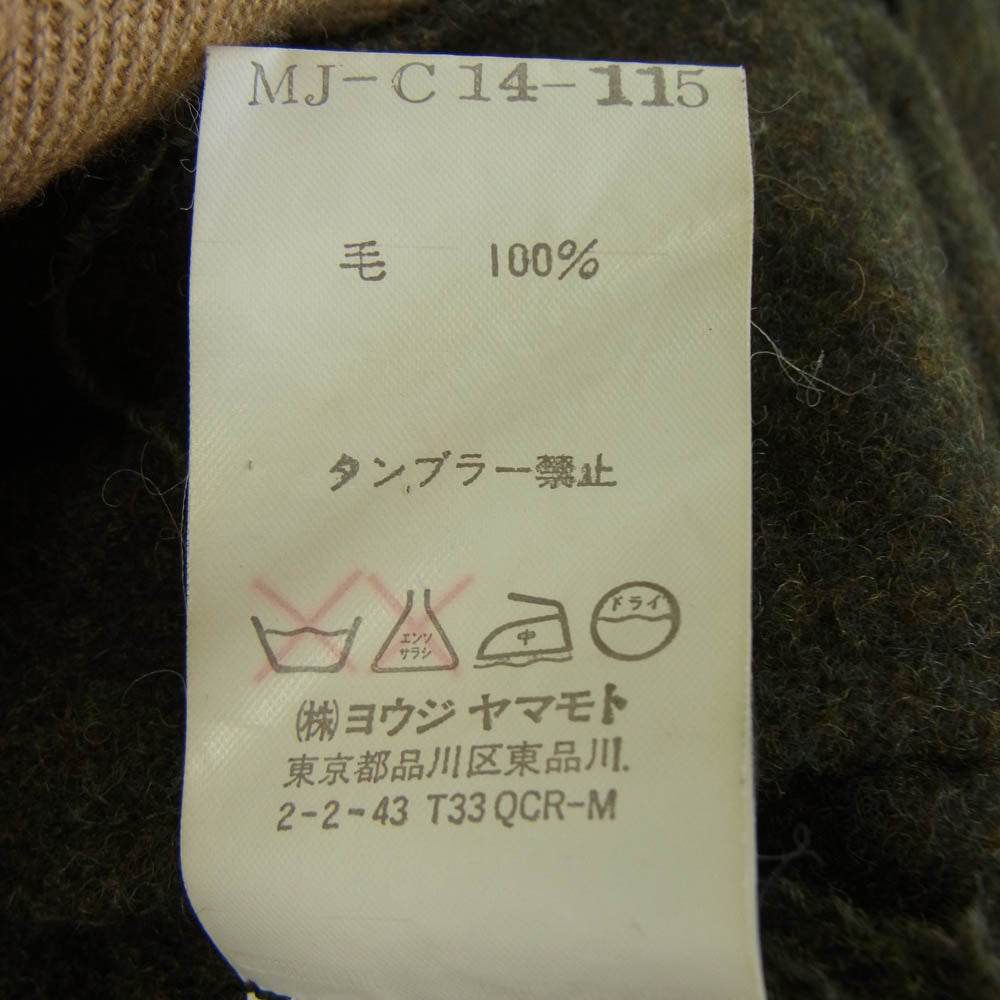 MJ-C14-115
毛 100%
タンブラー禁止
エンソ
サラシ
中
ドライ
(株)ヨウジ ヤマモト
東京都品川区東品川.
2-2-43 T33QCR-M